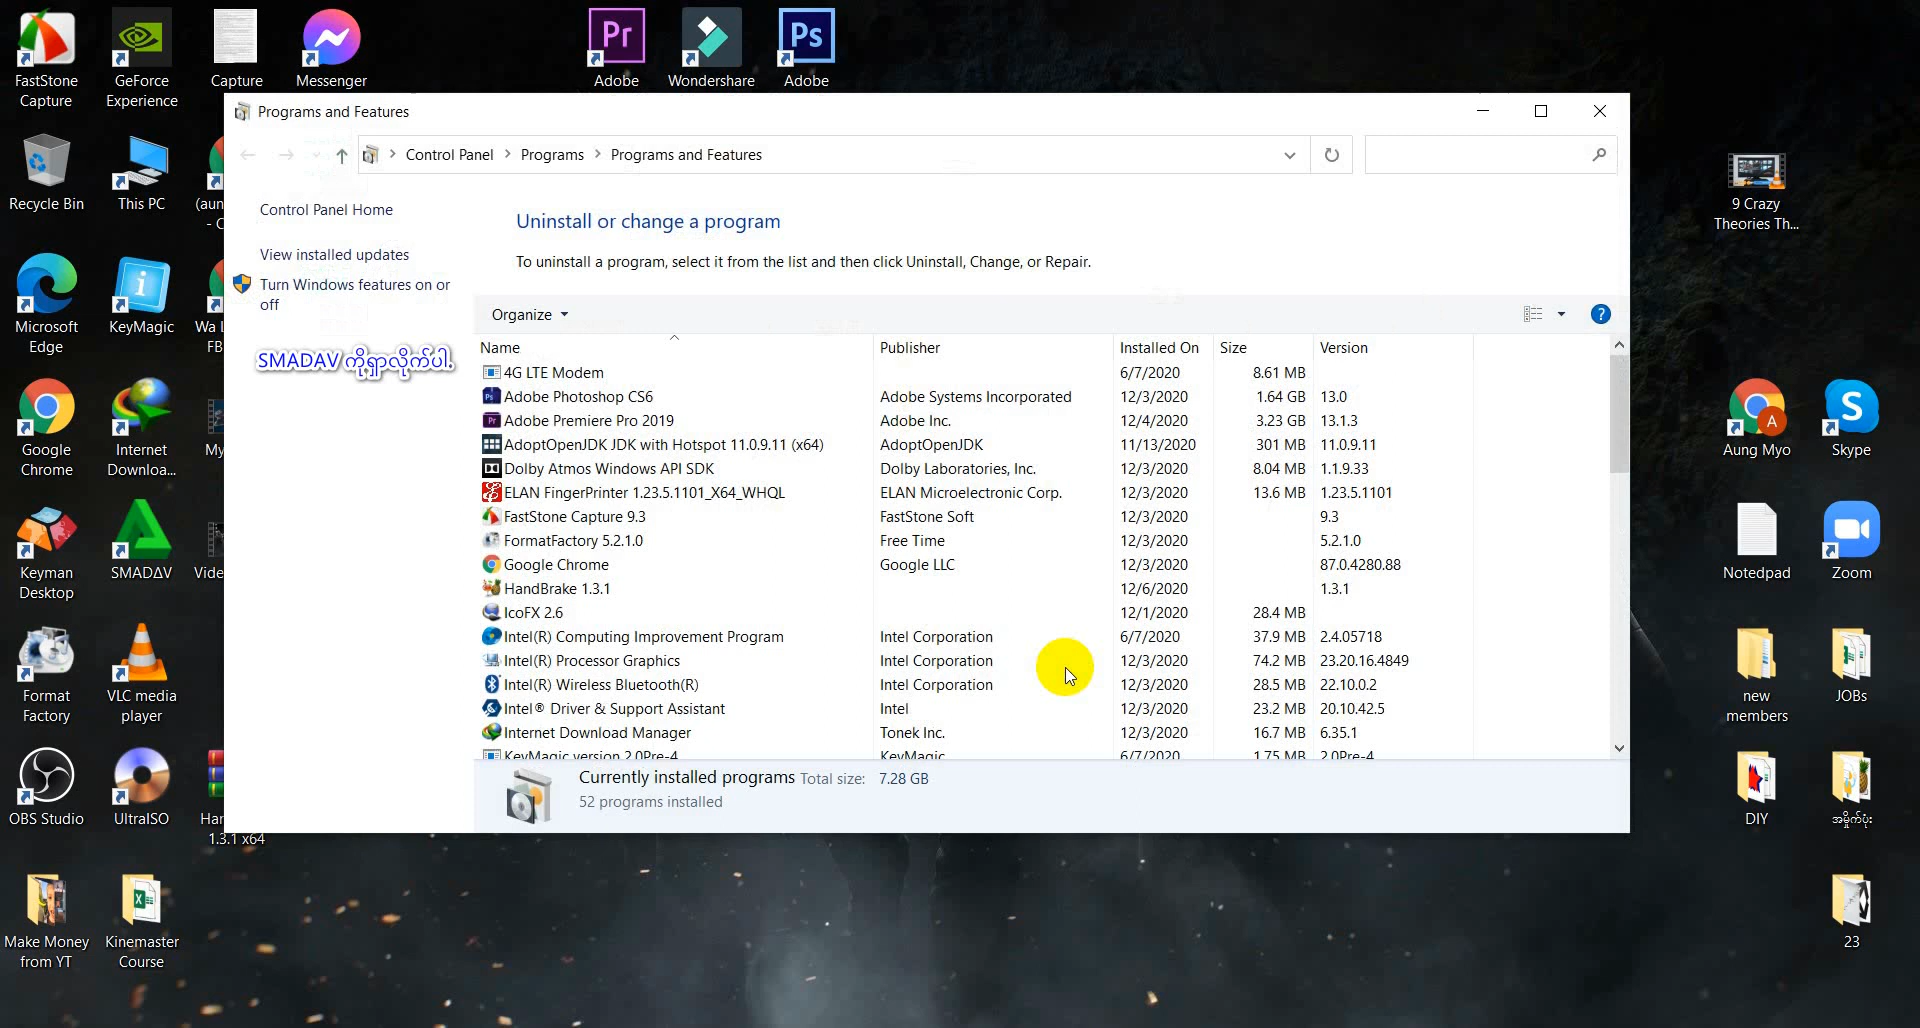 FastStone
Capture
GeForce
Experience
Capture
Messenger
Pr
Adobe
Wondershare
Ps
Adobe
Programs and Features
Control Panel > Programs > Programs and Features
Recycle Bin
This PC
Control Panel Home
View installed updates
Turn Windows features on or
off
SMADAV ကိုရှာလိုက်ပါ.
Uninstall or change a program
To uninstall a program, select it from the list and then click Uninstall, Change, or Repair.
Organize
Name Publisher Installed On Size Version
4G LTE Modem 6/7/2020 8.61 MB
Adobe Photoshop CS6 Adobe Systems Incorporated 12/3/2020 1.64 GB 13.0
Adobe Premiere Pro 2019 Adobe Inc. 12/4/2020 3.23 GB 13.1.3
AdoptOpenJDK JDK with Hotspot 11.0.9.11 (x64) AdoptOpenJDK 11/13/2020 301 MB 11.0.9.11
Dolby Atmos Windows API SDK Dolby Laboratories, Inc. 12/3/2020 8.04 MB 1.1.9.33
ELAN FingerPrinter 1.23.5.1101_X64_WHQL ELAN Microelectronic Corp. 12/3/2020 13.6 MB 1.23.5.1101
FastStone Capture 9.3 FastStone Soft 12/3/2020 9.3
FormatFactory 5.2.1.0 Free Time 12/3/2020 5.2.1.0
Google Chrome Google LLC 12/3/2020 87.0.4280.88
HandBrake 1.3.1 12/6/2020 1.3.1
IcoFX 2.6 12/1/2020 28.4 MB
Intel(R) Computing Improvement Program Intel Corporation 6/7/2020 37.9 MB 2.4.05718
Intel(R) Processor Graphics Intel Corporation 12/3/2020 74.2 MB 23.20.16.4849
Intel(R) Wireless Bluetooth(R) Intel Corporation 12/3/2020 28.5 MB 22.10.0.2
Intel® Driver & Support Assistant Intel 12/3/2020 23.2 MB 20.10.42.5
Internet Download Manager Tonek Inc. 12/3/2020 16.7 MB 6.35.1
KeyMagic version 2.0Pre-4 KeyMagic 6/7/2020 1.75 MB 2.0Pre-4
Currently installed programs Total size: 7.28 GB
52 programs installed
Microsoft
Edge
KeyMagic
Wa
FB
Google
Chrome
Internet
Downloa...
My
Keyman
Desktop
SMADΔV
Vide
Format
Factory
VLC media
player
OBS Studio
UltraISO
Har
1.3.1 x64
Make Money
from YT
Kinemaster
Course
9 Crazy
Theories Th...
A
Aung Myo
Skype
Notedpad
Zoom
new
members
JOBs
DIY
အမှိုက်ပုံး
23